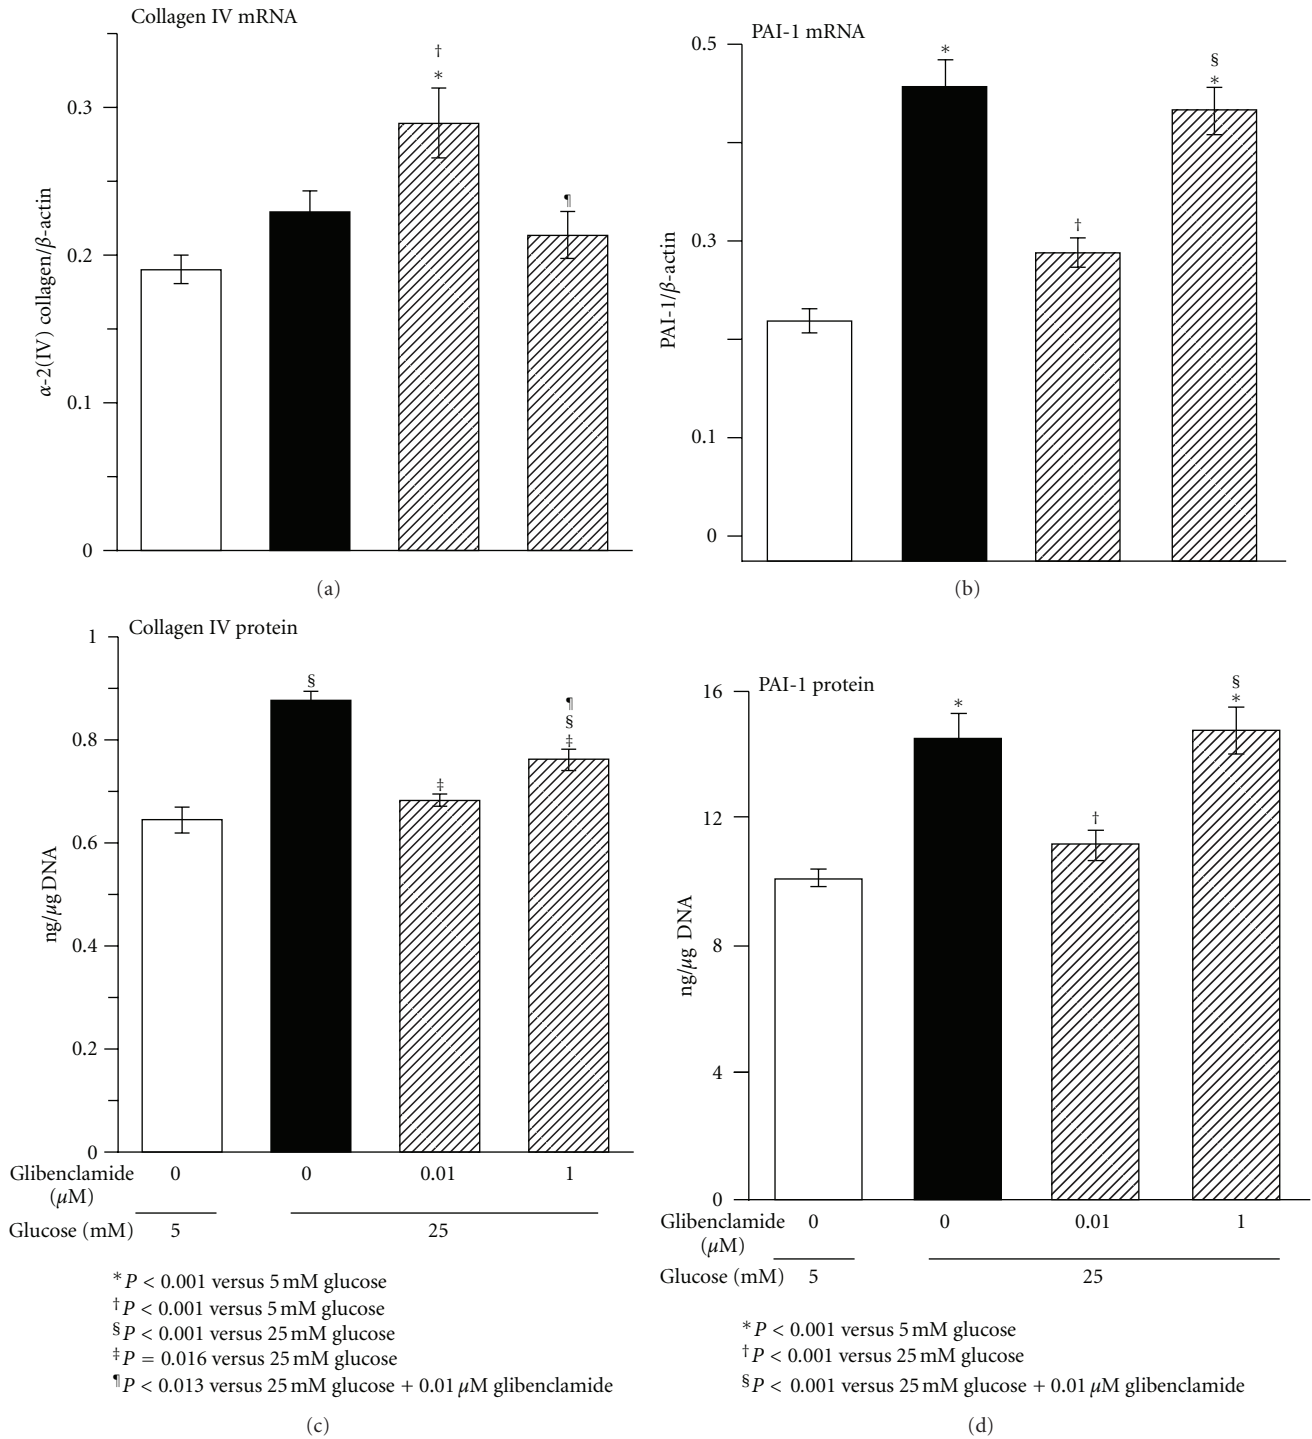 Collagen IV mRNA
†
*
¶
0.3
0.2
0.1
0
α-2(IV) collagen/β-actin
(a)
PAI-1 mRNA
0.5
0.3
0.1
0
*
†
§
*
PAI-1/β-actin
(b)
Collagen IV protein
1
0.8
0.6
0.4
0.2
0
§
‡
¶
§
‡
ng/μg DNA
Glibenclamide 0 0 0.01 1
(μM)
Glucose (mM) 5 25
*P < 0.001 versus 5 mM glucose
†P < 0.001 versus 5 mM glucose
§P < 0.001 versus 25 mM glucose
‡P = 0.016 versus 25 mM glucose
¶P < 0.013 versus 25 mM glucose + 0.01 μM glibenclamide
(c)
PAI-1 protein
16
12
8
4
0
*
†
§
*
ng/μg DNA
Glibenclamide 0 0 0.01 1
(μM)
Glucose (mM) 5 25
*P < 0.001 versus 5 mM glucose
†P < 0.001 versus 25 mM glucose
§P < 0.001 versus 25 mM glucose + 0.01 μM glibenclamide
(d)